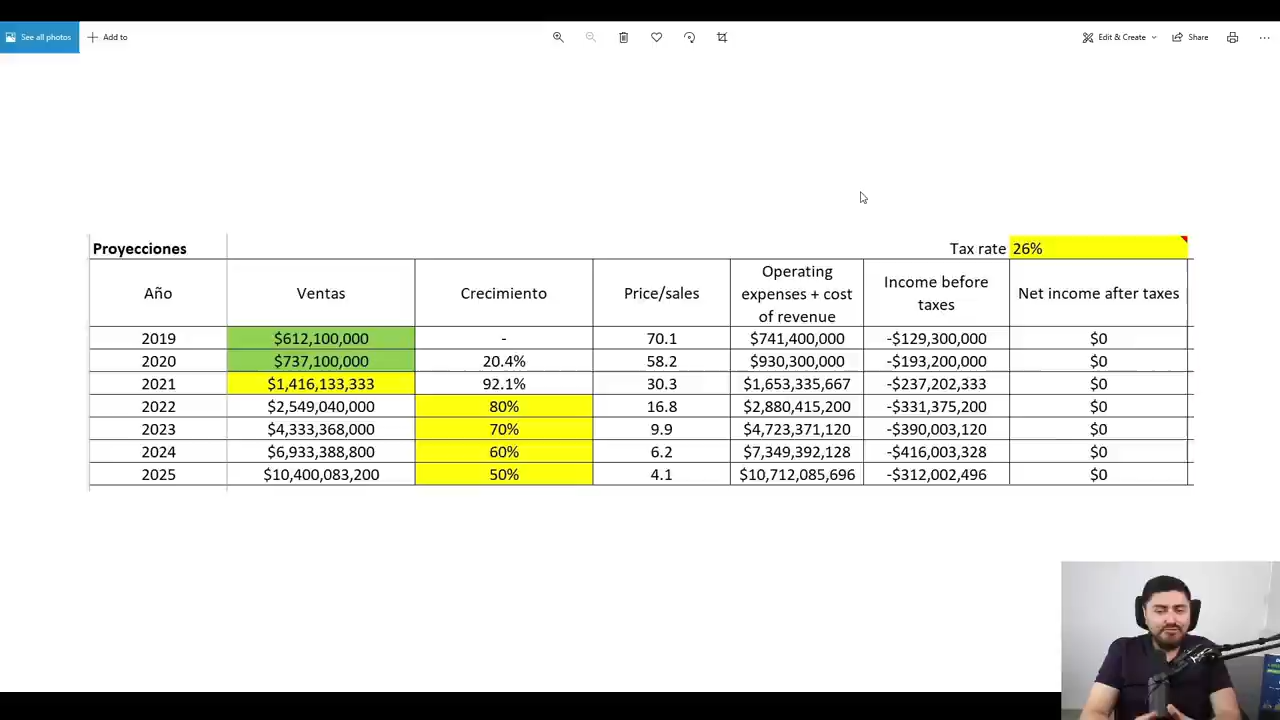 See all photos
Add to
Edit & Create
Share
Proyecciones Tax rate 26%
Año Ventas Crecimiento Price/sales Operating expenses + cost of revenue Income before taxes Net income after taxes
2019 $612,100,000 - 70.1 $741,400,000 -$129,300,000 $0
2020 $737,100,000 20.4% 58.2 $930,300,000 -$193,200,000 $0
2021 $1,416,133,333 92.1% 30.3 $1,653,335,667 -$237,202,333 $0
2022 $2,549,040,000 80% 16.8 $2,880,415,200 -$331,375,200 $0
2023 $4,333,368,000 70% 9.9 $4,723,371,120 -$390,003,120 $0
2024 $6,933,388,800 60% 6.2 $7,349,392,128 -$416,003,328 $0
2025 $10,400,083,200 50% 4.1 $10,712,085,696 -$312,002,496 $0